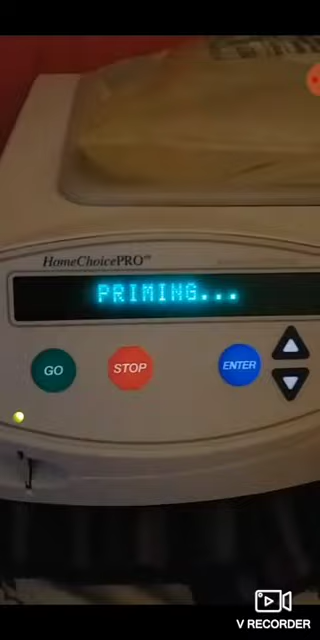 HomeChoicePRO
PRIMING...
GO
STOP
ENTER
V RECORDER